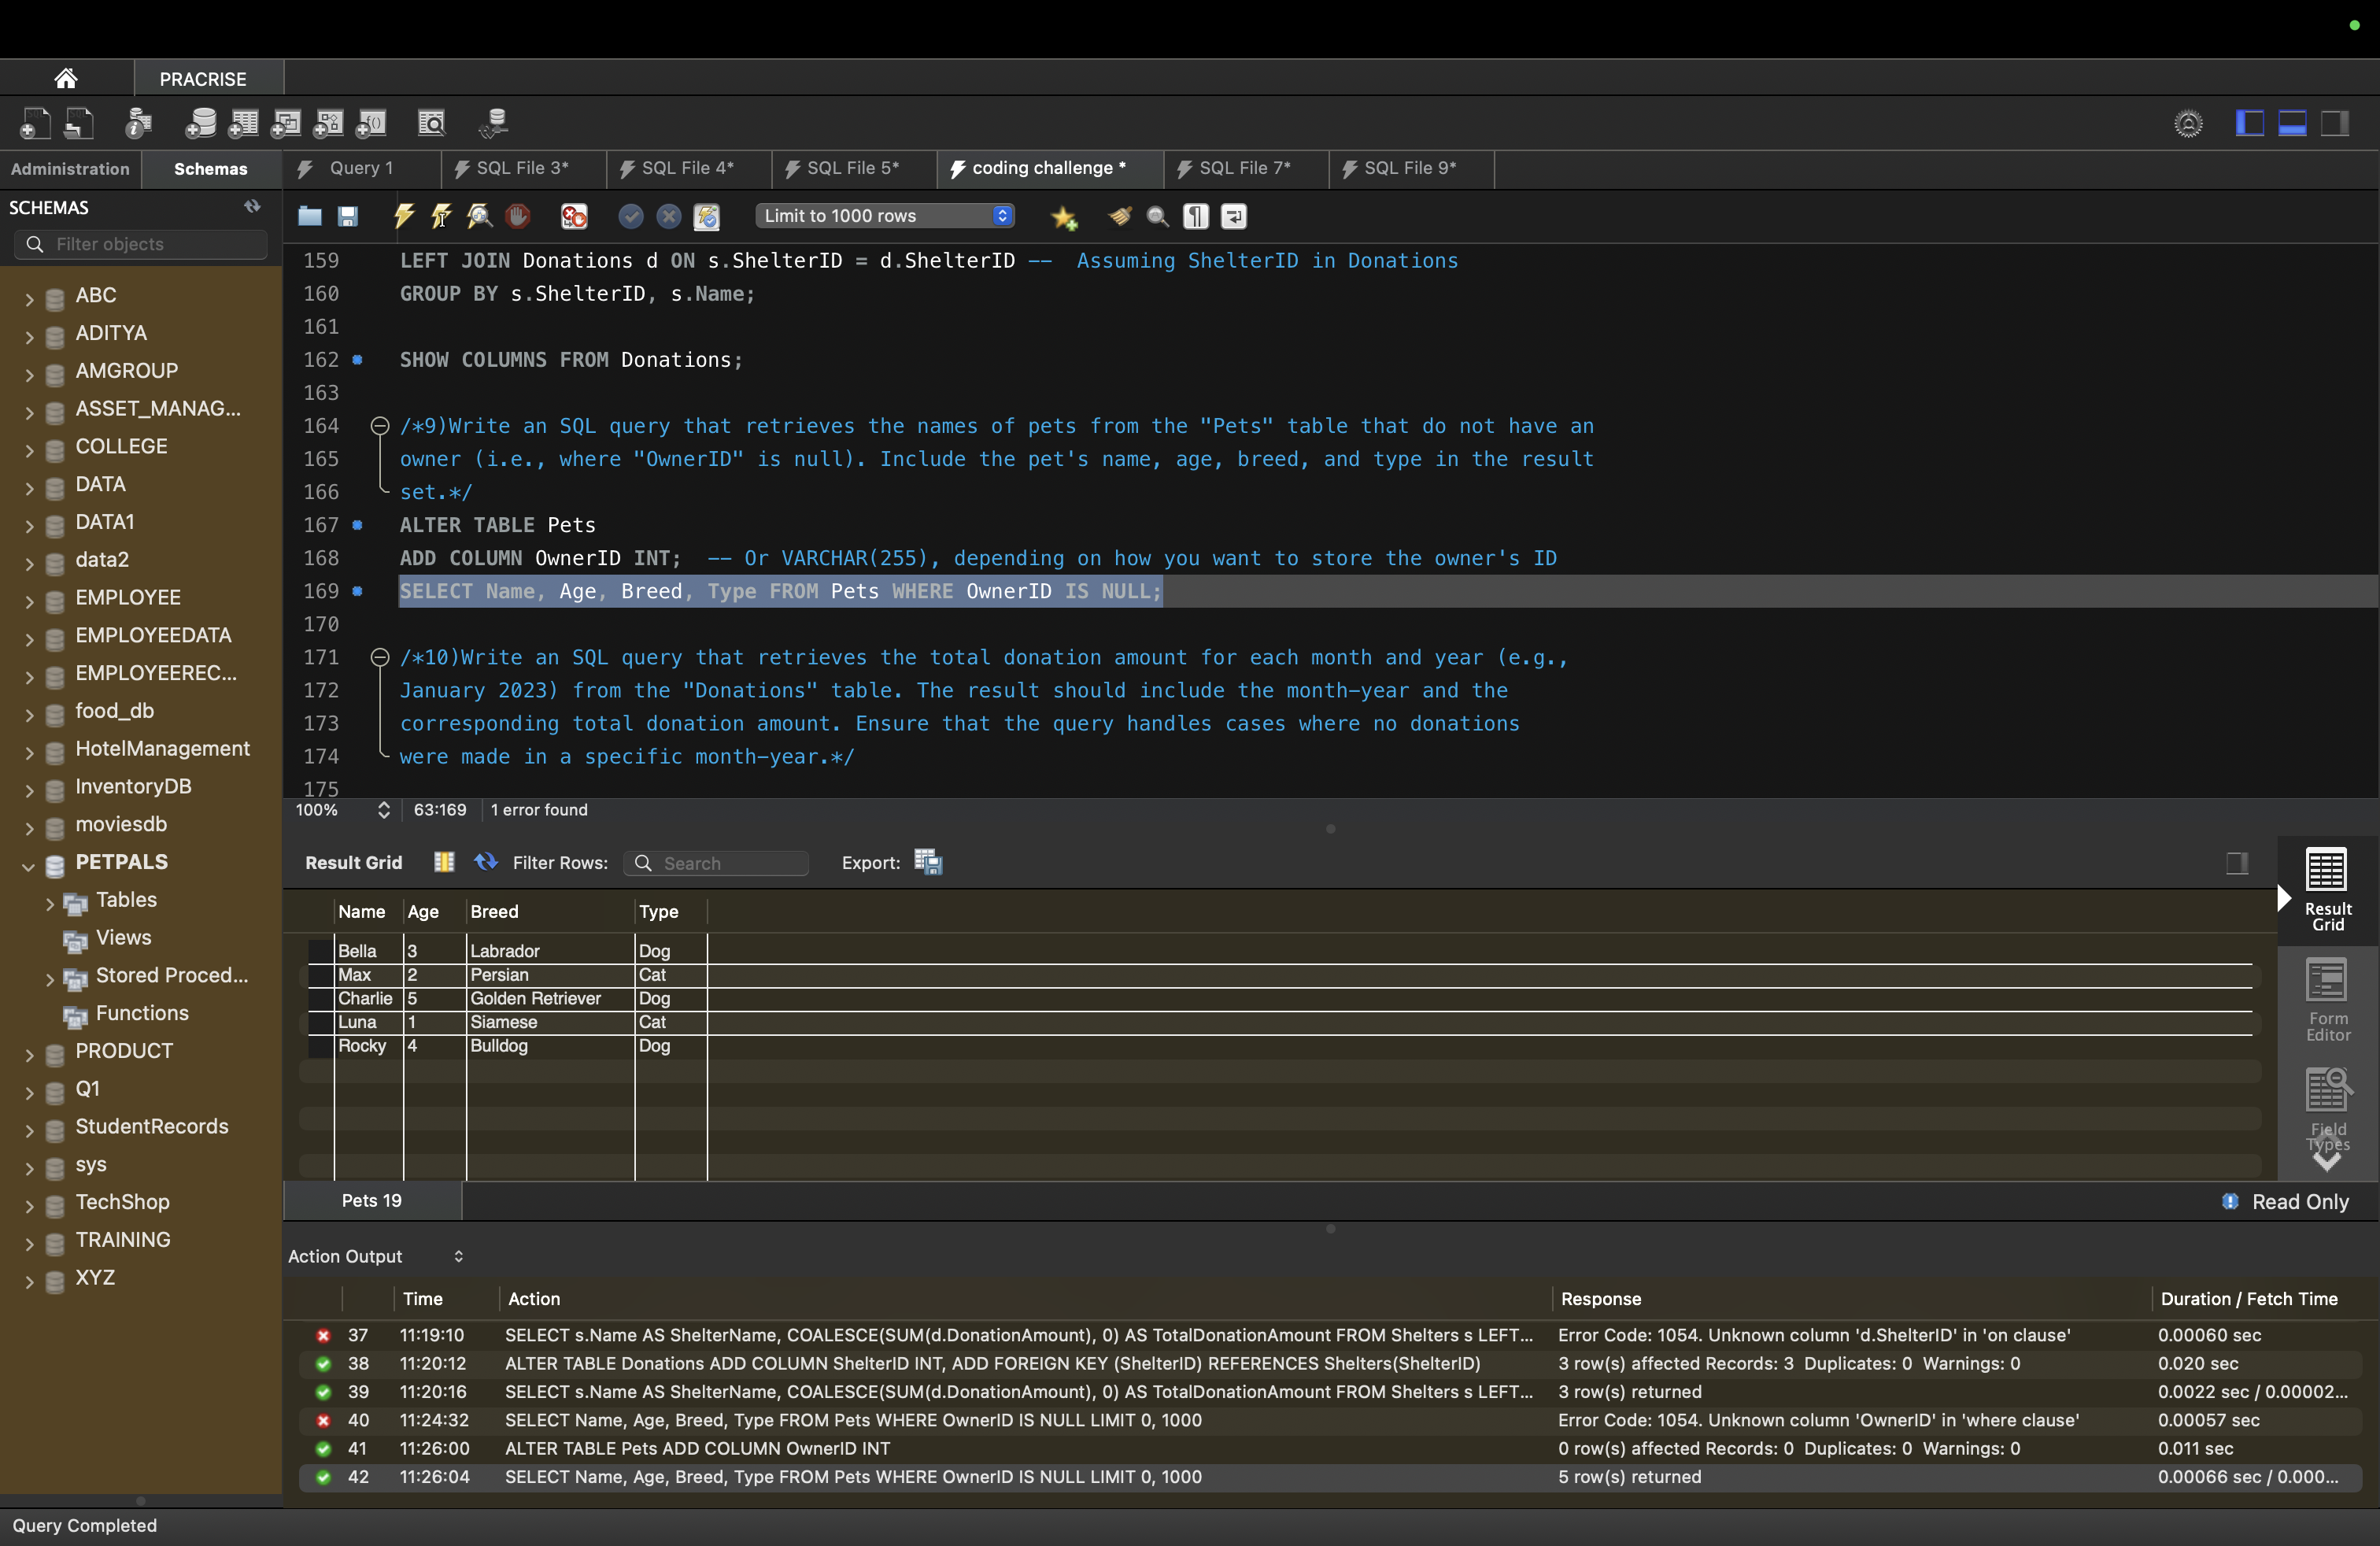 PRACRISE
Administration
Schemas
Query 1
SQL File 3*
SQL File 4*
SQL File 5*
coding challenge *
SQL File 7*
SQL File 9*
SCHEMAS
Filter objects
Limit to 1000 rows
ABC
ADITYA
AMGROUP
ASSET_MANAG...
COLLEGE
DATA
DATA1
data2
EMPLOYEE
EMPLOYEEDATA
EMPLOYEEREC...
food_db
HotelManagement
InventoryDB
moviesdb
PETPALS
Tables
Views
Stored Proced...
Functions
PRODUCT
Q1
StudentRecords
sys
TechShop
TRAINING
XYZ
159 LEFT JOIN Donations d ON s.ShelterID = d.ShelterID -- Assuming ShelterID in Donations
160 GROUP BY s.ShelterID, s.Name;
161
162 SHOW COLUMNS FROM Donations;
163
164 /*9)Write an SQL query that retrieves the names of pets from the "Pets" table that do not have an
165 owner (i.e., where "OwnerID" is null). Include the pet's name, age, breed, and type in the result
166 set.*/
167 ALTER TABLE Pets
168 ADD COLUMN OwnerID INT; -- Or VARCHAR(255), depending on how you want to store the owner's ID
169 SELECT Name, Age, Breed, Type FROM Pets WHERE OwnerID IS NULL;
170
171 /*10)Write an SQL query that retrieves the total donation amount for each month and year (e.g.,
172 January 2023) from the "Donations" table. The result should include the month-year and the
173 corresponding total donation amount. Ensure that the query handles cases where no donations
174 were made in a specific month-year.*/
175
100% 63:169 1 error found
Result Grid Filter Rows: Search Export:
Name Age Breed Type
Bella 3 Labrador Dog
Max 2 Persian Cat
Charlie 5 Golden Retriever Dog
Luna 1 Siamese Cat
Rocky 4 Bulldog Dog
Result
Grid
Form
Editor
Field
Types
Pets 19
Read Only
Action Output
Time Action Response Duration / Fetch Time
37 11:19:10 SELECT s.Name AS ShelterName, COALESCE(SUM(d.DonationAmount), 0) AS TotalDonationAmount FROM Shelters s LEFT... Error Code: 1054. Unknown column 'd.ShelterID' in 'on clause' 0.00060 sec
38 11:20:12 ALTER TABLE Donations ADD COLUMN ShelterID INT, ADD FOREIGN KEY (ShelterID) REFERENCES Shelters(ShelterID) 3 row(s) affected Records: 3 Duplicates: 0 Warnings: 0 0.020 sec
39 11:20:16 SELECT s.Name AS ShelterName, COALESCE(SUM(d.DonationAmount), 0) AS TotalDonationAmount FROM Shelters s LEFT... 3 row(s) returned 0.0022 sec / 0.00002...
40 11:24:32 SELECT Name, Age, Breed, Type FROM Pets WHERE OwnerID IS NULL LIMIT 0, 1000 Error Code: 1054. Unknown column 'OwnerID' in 'where clause' 0.00057 sec
41 11:26:00 ALTER TABLE Pets ADD COLUMN OwnerID INT 0 row(s) affected Records: 0 Duplicates: 0 Warnings: 0 0.011 sec
42 11:26:04 SELECT Name, Age, Breed, Type FROM Pets WHERE OwnerID IS NULL LIMIT 0, 1000 5 row(s) returned 0.00066 sec / 0.000...
Query Completed